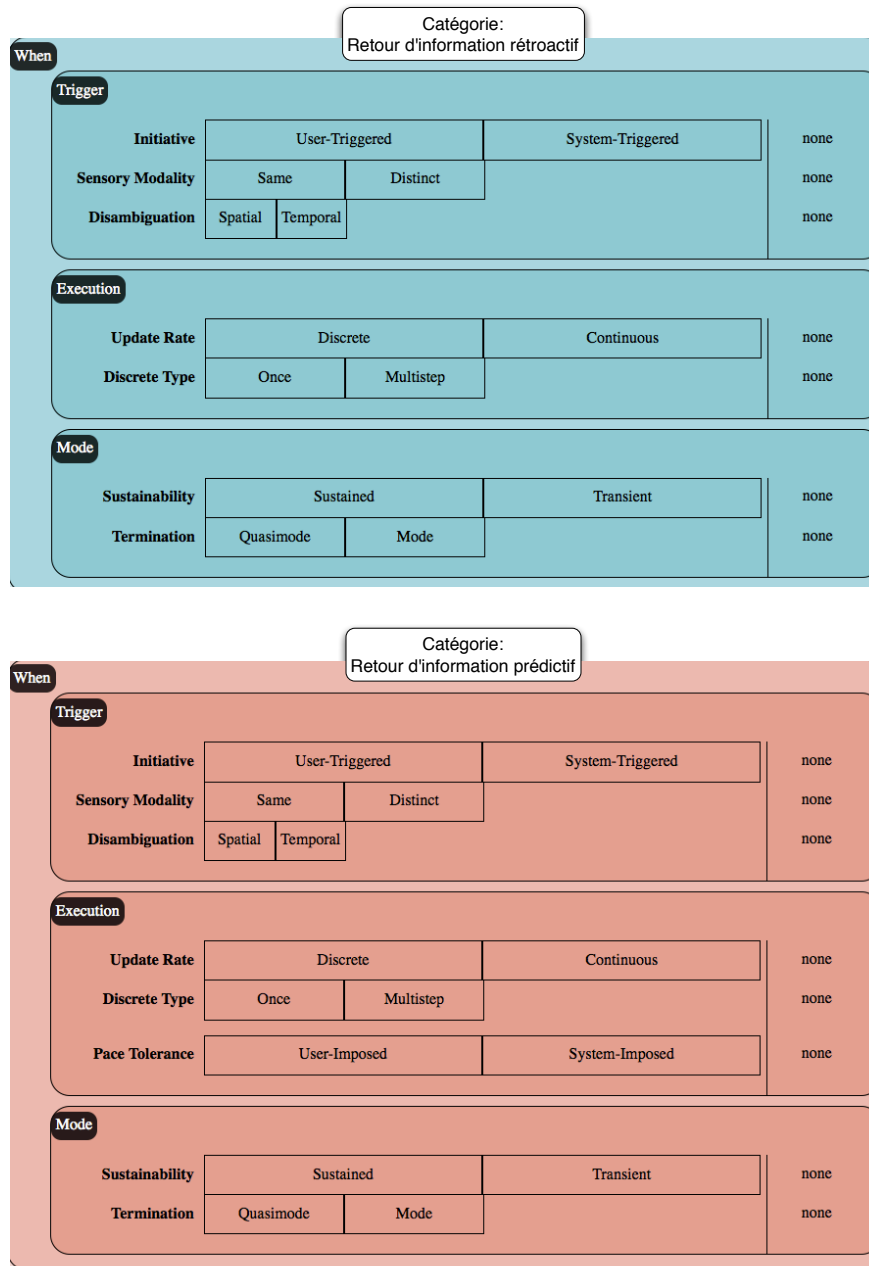 Catégorie:
Retour d'information rétroactif
When
Trigger
Initiative User-Triggered System-Triggered none
Sensory Modality Same Distinct none
Disambiguation Spatial Temporal none
Execution
Update Rate Discrete Continuous none
Discrete Type Once Multistep none
Mode
Sustainability Sustained Transient none
Termination Quasimode Mode none
Catégorie:
Retour d'information prédictif
When
Trigger
Initiative User-Triggered System-Triggered none
Sensory Modality Same Distinct none
Disambiguation Spatial Temporal none
Execution
Update Rate Discrete Continuous none
Discrete Type Once Multistep none
Pace Tolerance User-Imposed System-Imposed none
Mode
Sustainability Sustained Transient none
Termination Quasimode Mode none